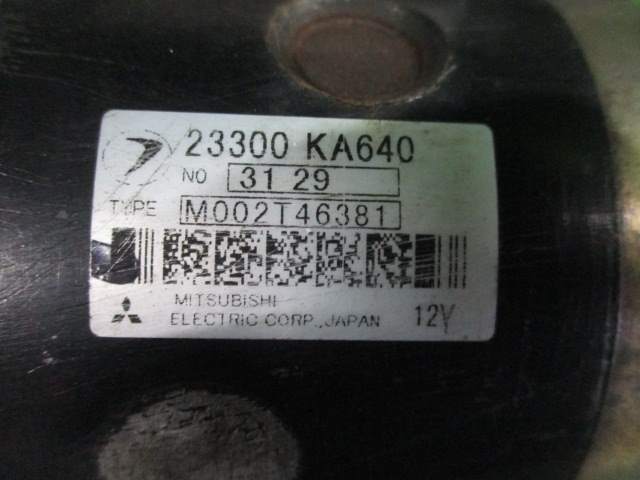 23300 KA640
NO 31 29
TYPE M002T46381
MITSUBISHI
ELECTRIC CORP., JAPAN 12V